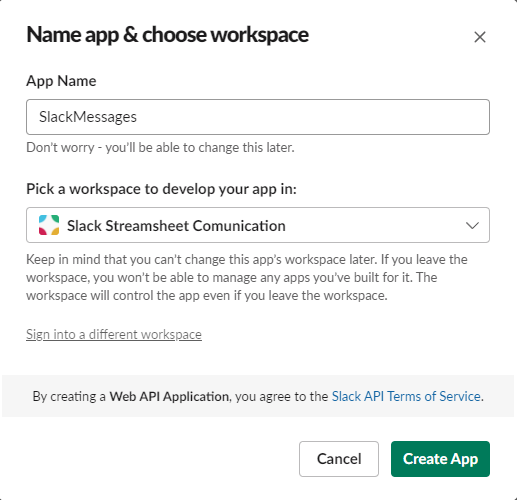 Name app & choose workspace
App Name
SlackMessages
Don't worry - you'll be able to change this later.
Pick a workspace to develop your app in:
Slack Streamsheet Comunication
Keep in mind that you can't change this app's workspace later. If you leave the
workspace, you won't be able to manage any apps you've built for it. The
workspace will control the app even if you leave the workspace.
Sign into a different workspace
By creating a Web API Application, you agree to the Slack API Terms of Service.
Cancel
Create App